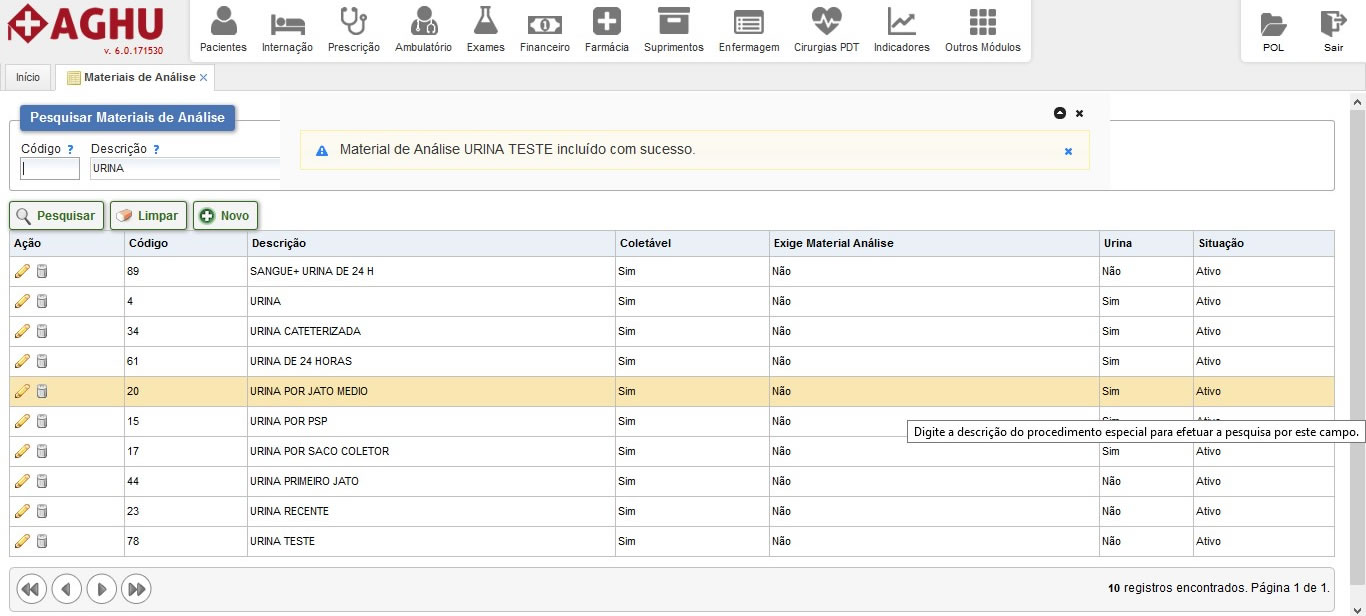 AGHU
v. 6.0.171530
Pacientes Internação Prescrição Ambulatório Exames Financeiro Farmácia Suprimentos Enfermagem Cirurgias PDT Indicadores Outros Módulos POL Sair
Início Materiais de Análise
Pesquisar Materiais de Análise
Código ? Descrição ?
URINA
Material de Análise URINA TESTE incluído com sucesso.
Pesquisar Limpar Novo
Ação Código Descrição Coletável Exige Material Análise Urina Situação
89 SANGUE+ URINA DE 24 H Sim Não Não Ativo
4 URINA Sim Não Sim Ativo
34 URINA CATETERIZADA Sim Não Sim Ativo
61 URINA DE 24 HORAS Sim Não Sim Ativo
20 URINA POR JATO MEDIO Sim Não Sim Ativo
15 URINA POR PSP Sim Não
Digite a descrição do procedimento especial para efetuar a pesquisa por este campo.
17 URINA POR SACO COLETOR Sim Não Sim Ativo
44 URINA PRIMEIRO JATO Sim Não Não Ativo
23 URINA RECENTE Sim Não Não Ativo
78 URINA TESTE Sim Não Não Ativo
10 registros encontrados. Página 1 de 1.